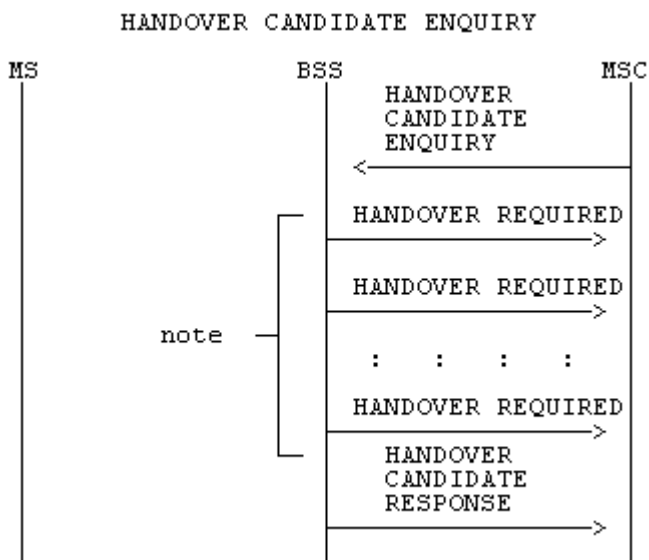 HANDOVER CANDIDATE ENQUIRY
MS BSS MSC
HANDOVER
CANDIDATE
ENQUIRY
HANDOVER REQUIRED
HANDOVER REQUIRED
note
: : : :
HANDOVER REQUIRED
HANDOVER
CANDIDATE
RESPONSE